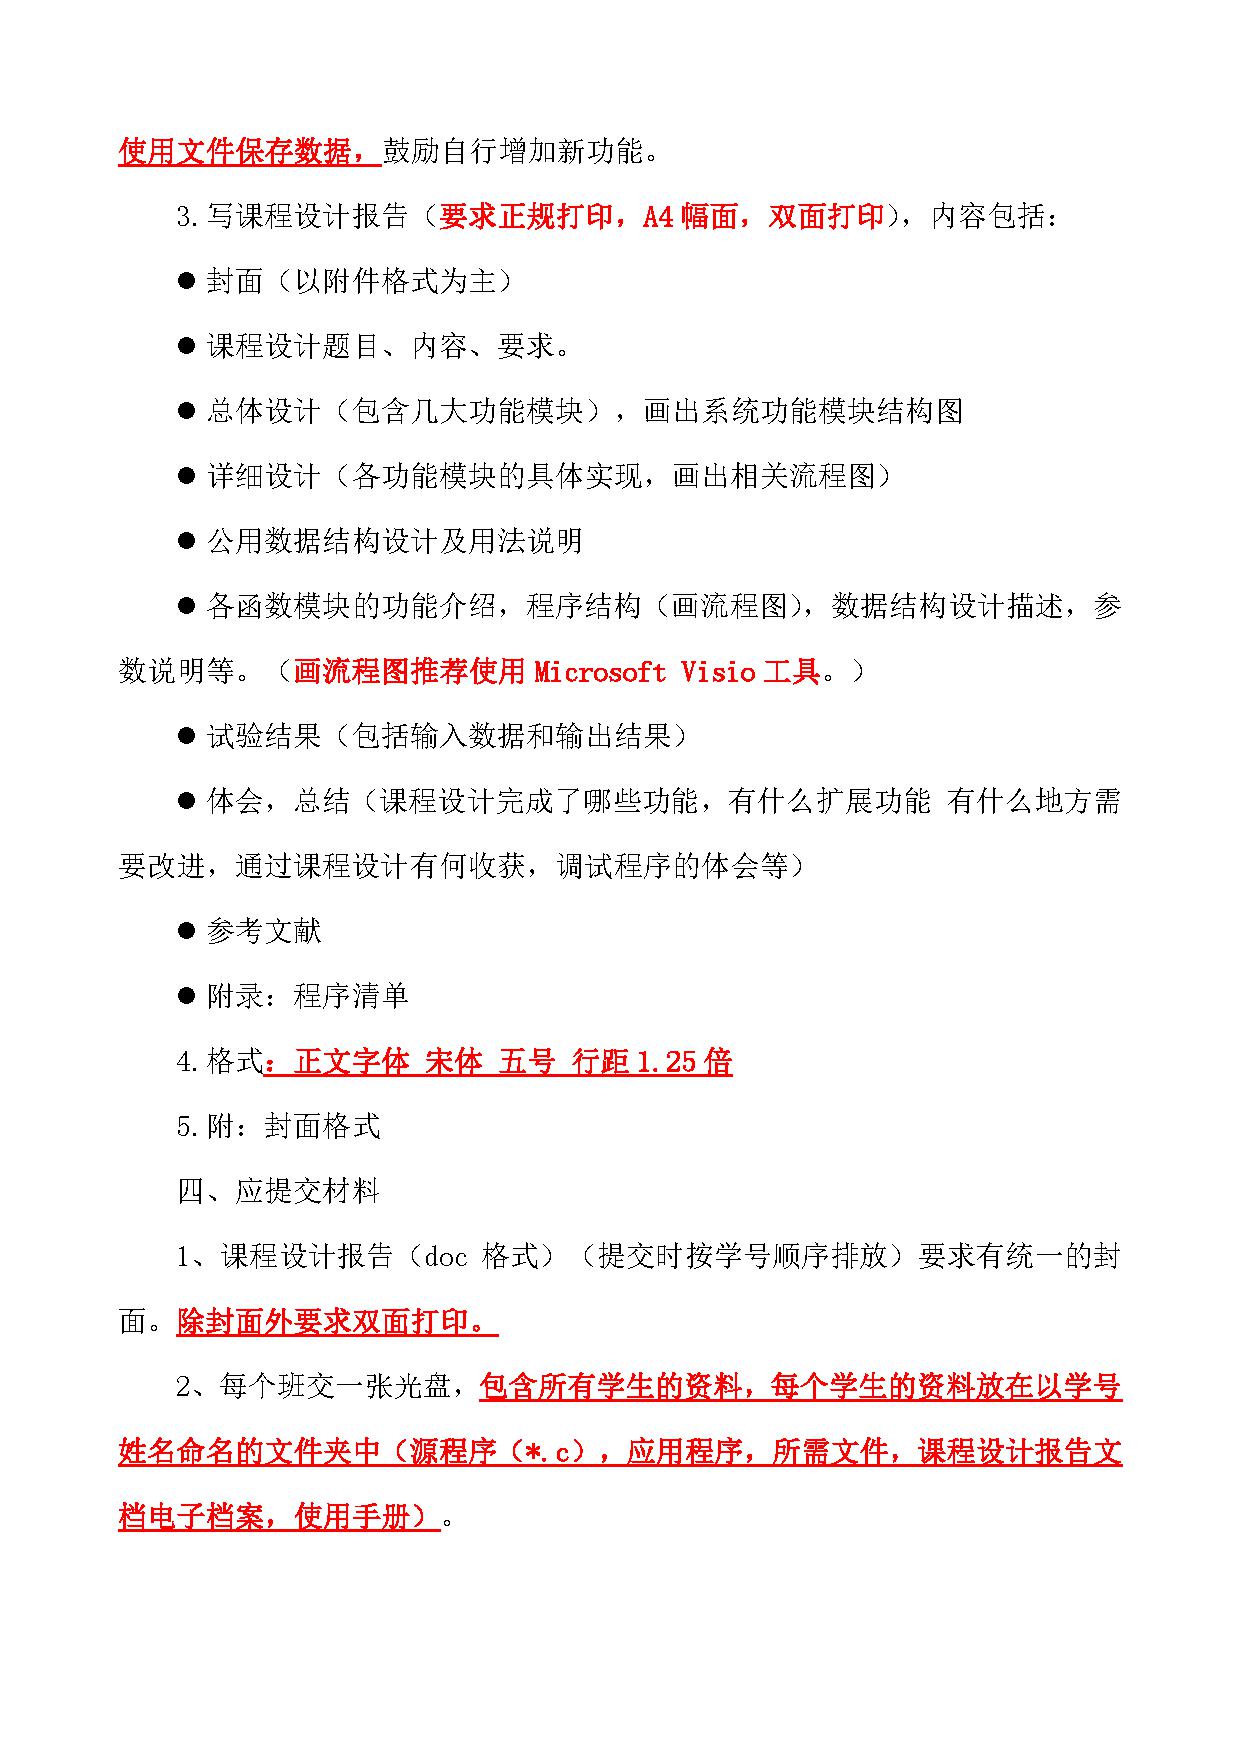 使用文件保存数据，鼓励自行增加新功能。
3.写课程设计报告（要求正规打印，A4幅面，双面打印），内容包括：
● 封面（以附件格式为主）
● 课程设计题目、内容、要求。
● 总体设计（包含几大功能模块），画出系统功能模块结构图
● 详细设计（各功能模块的具体实现，画出相关流程图）
● 公用数据结构设计及用法说明
● 各函数模块的功能介绍，程序结构（画流程图），数据结构设计描述，参
数说明等。（画流程图推荐使用 Microsoft Visio 工具。）
● 试验结果（包括输入数据和输出结果）
● 体会，总结（课程设计完成了哪些功能，有什么扩展功能 有什么地方需
要改进，通过课程设计有何收获，调试程序的体会等）
● 参考文献
● 附录：程序清单
4.格式：正文字体 宋体 五号 行距1.25倍
5.附：封面格式
四、应提交材料
1、课程设计报告（doc 格式）（提交时按学号顺序排放）要求有统一的封
面。除封面外要求双面打印。
2、每个班交一张光盘，包含所有学生的资料，每个学生的资料放在以学号
姓名命名的文件夹中（源程序（*.c），应用程序，所需文件，课程设计报告文
档电子档案，使用手册）。